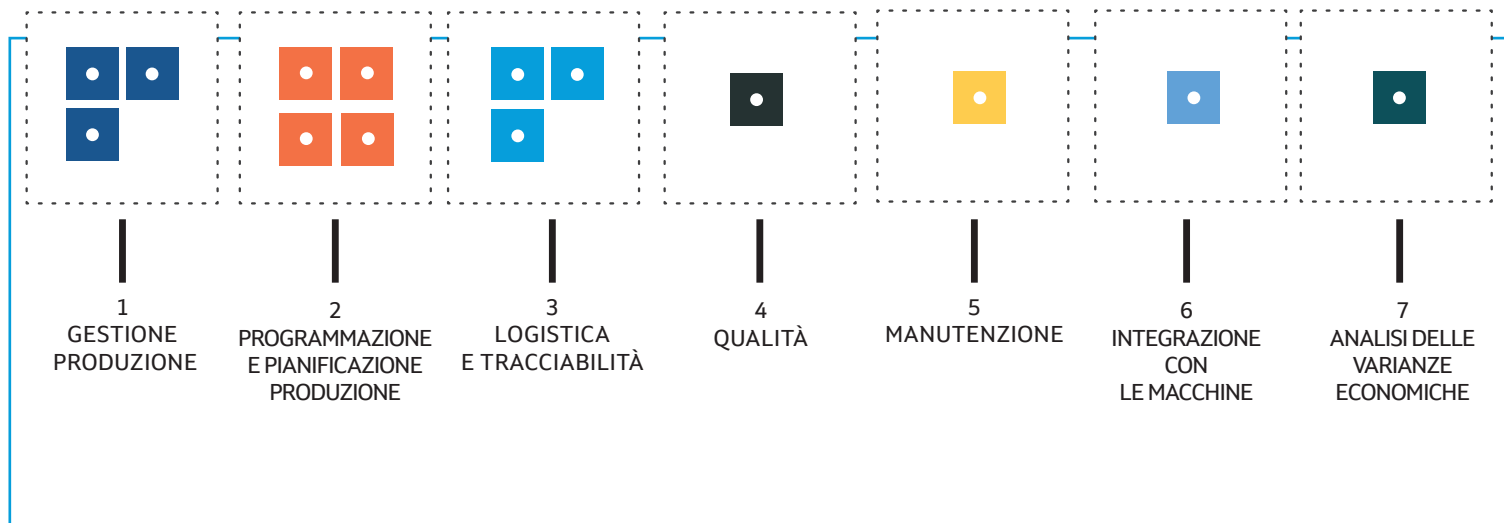 1
GESTIONE
PRODUZIONE
2
PROGRAMMAZIONE
E PIANIFICAZIONE
PRODUZIONE
3
LOGISTICA
E TRACCIABILITÀ
4
QUALITÀ
5
MANUTENZIONE
6
INTEGRAZIONE
CON
LE MACCHINE
7
ANALISI DELLE
VARIANZE
ECONOMICHE